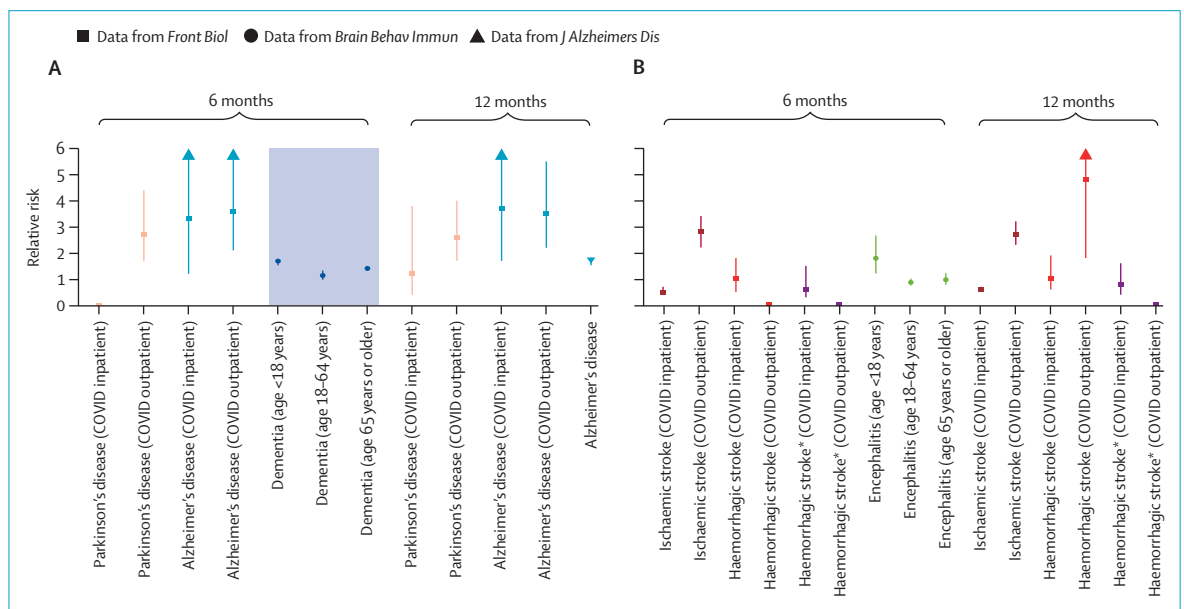 Data from Front Biol Data from Brain Behav Immun Data from J Alzheimers Dis
A
6 months
12 months
6
5
4
3
2
1
0
Relative risk
Parkinson's disease (COVID inpatient)
Parkinson's disease (COVID outpatient)
Alzheimer's disease (COVID inpatient)
Alzheimer's disease (COVID outpatient)
Dementia (age <18 years)
Dementia (age 18–64 years)
Dementia (age 65 years or older)
Parkinson's disease (COVID inpatient)
Parkinson's disease (COVID outpatient)
Alzheimer's disease (COVID inpatient)
Alzheimer's disease (COVID outpatient)
Alzheimer's disease
B
6 months
12 months
Ischaemic stroke (COVID inpatient)
Ischaemic stroke (COVID outpatient)
Haemorrhagic stroke (COVID inpatient)
Haemorrhagic stroke (COVID outpatient)
Haemorrhagic stroke* (COVID inpatient)
Haemorrhagic stroke* (COVID outpatient)
Encephalitis (age <18 years)
Encephalitis (age 18–64 years)
Encephalitis (age 65 years or older)
Ischaemic stroke (COVID inpatient)
Ischaemic stroke (COVID outpatient)
Haemorrhagic stroke (COVID inpatient)
Haemorrhagic stroke (COVID outpatient)
Haemorrhagic stroke* (COVID inpatient)
Haemorrhagic stroke* (COVID outpatient)